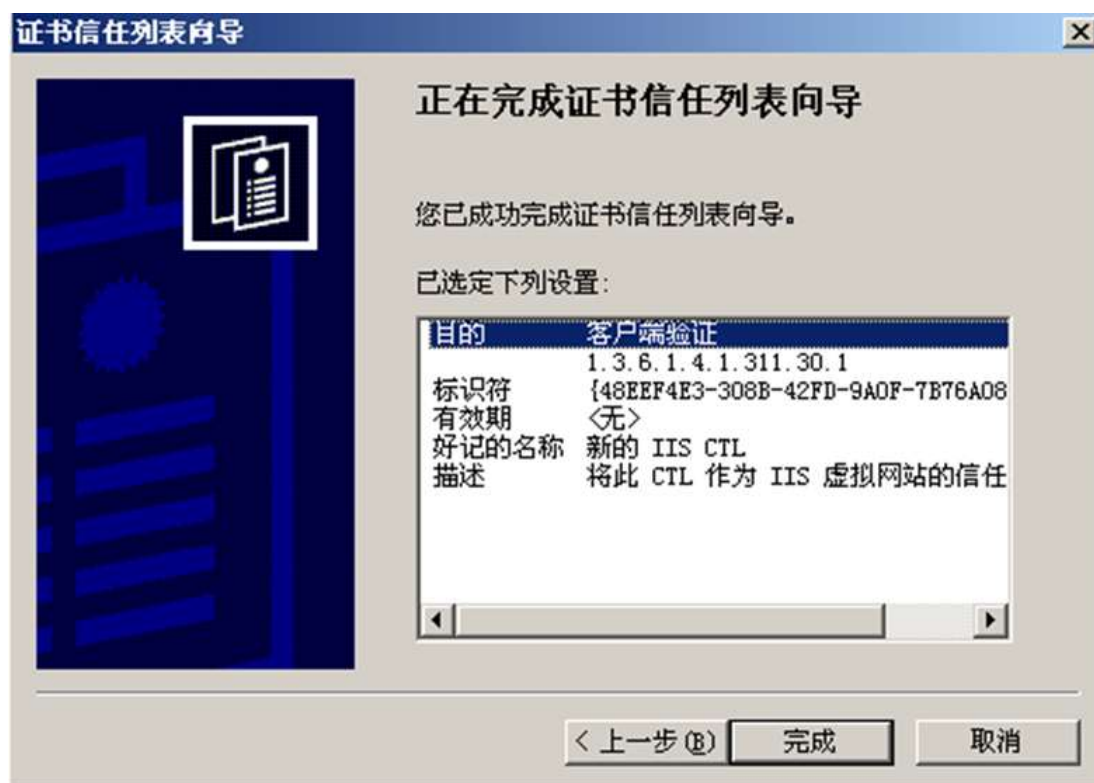 证书信任列表向导
正在完成证书信任列表向导
您已成功完成证书信任列表向导。
已选定下列设置:
目的 客户端验证
1.3.6.1.4.1.311.30.1
标识符 {48EEF4E3-308B-42FD-9A0F-7B76A08
有效期 <无>
好记的名称 新的 IIS CTL
描述 将此 CTL 作为 IIS 虚拟网站的信任
< 上一步(B) 完成 取消